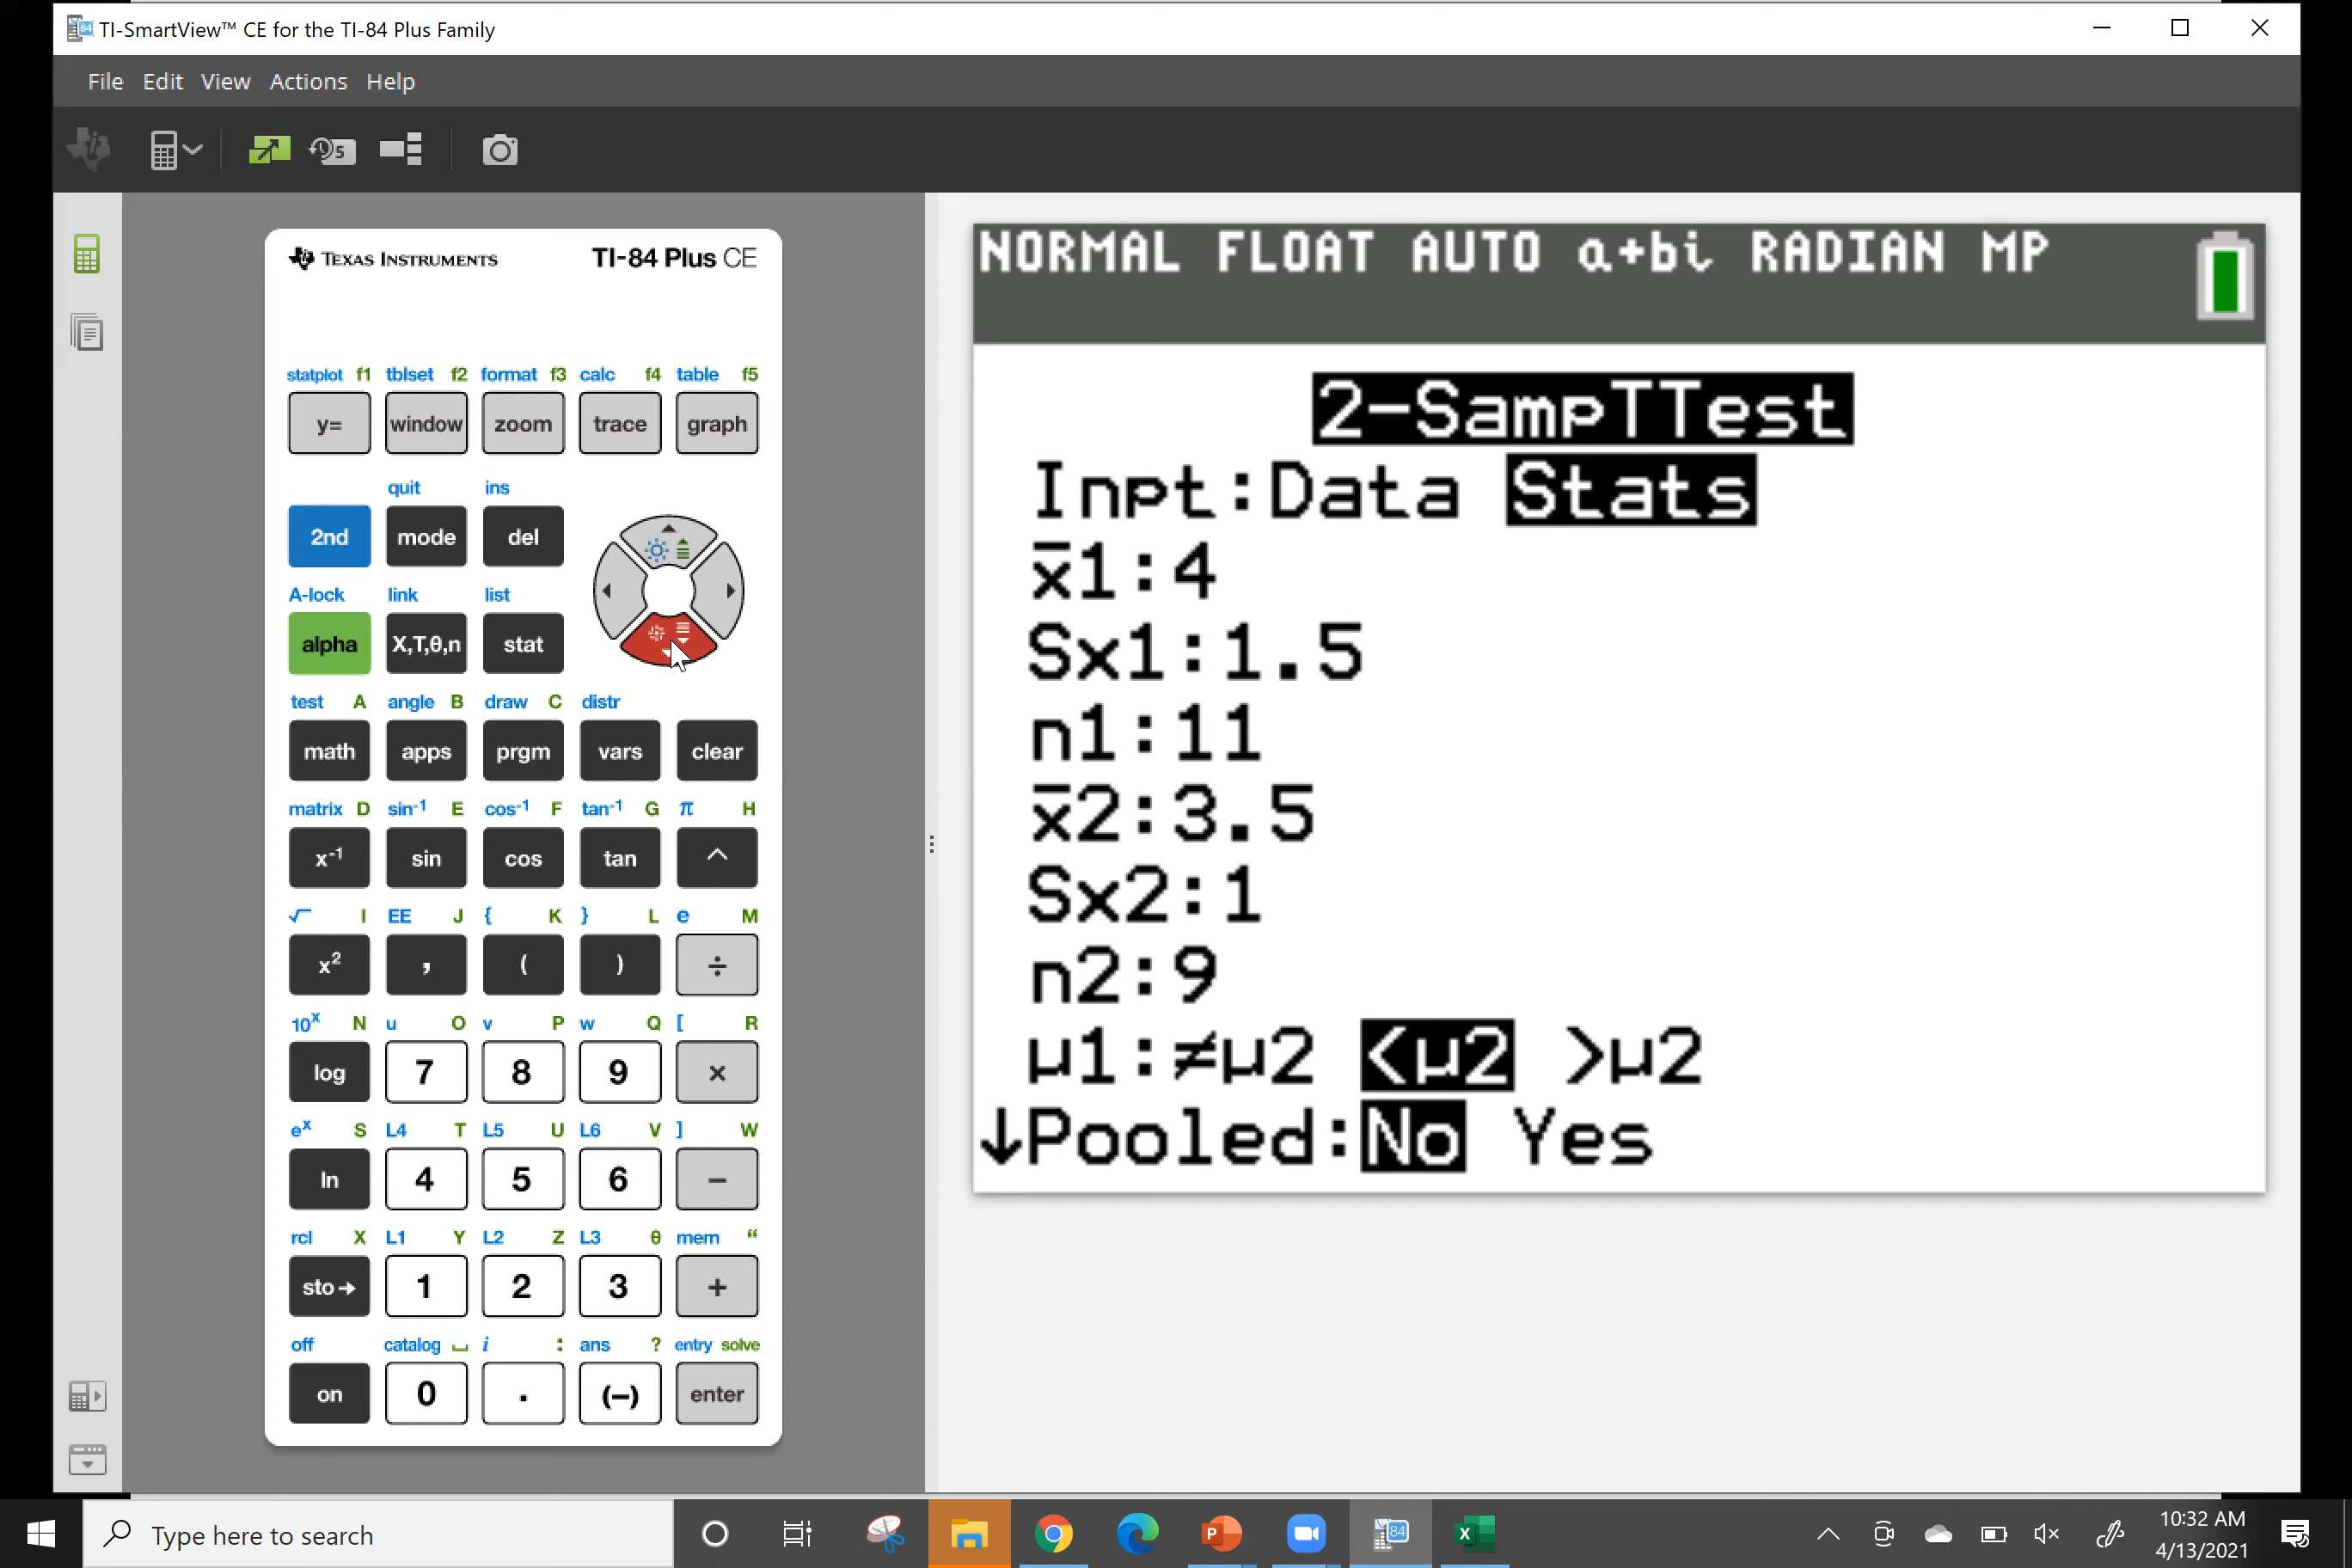 TI-SmartView™ CE for the TI-84 Plus Family
File Edit View Actions Help
5
TEXAS INSTRUMENTS TI-84 Plus CE
statplot f1 tblset f2 format f3 calc f4 table f5
y= window zoom trace graph
quit ins
2nd mode del
A-lock link list
alpha X,T,θ,n stat
test A angle B draw C distr
math apps prgm vars clear
matrix D sin⁻¹ E cos⁻¹ F tan⁻¹ G π H
x⁻¹ sin cos tan ^
√ I EE J { K } L e M
x² , ( ) ÷
10ˣ N u O v P w Q [ R
log 7 8 9 ×
eˣ S L4 T L5 U L6 V ] W
ln 4 5 6 −
rcl X L1 Y L2 Z L3 θ mem "
sto→ 1 2 3 +
off catalog ⎵ i : ans ? entry solve
on 0 . (−) enter
NORMAL FLOAT AUTO a+bi RADIAN MP
2-SampTTest
Inpt:Data Stats
x̄1:4
Sx1:1.5
n1:11
x̄2:3.5
Sx2:1
n2:9
μ1:≠μ2 <μ2 >μ2
↓Pooled:No Yes
Type here to search
P
84
X
10:32 AM
4/13/2021